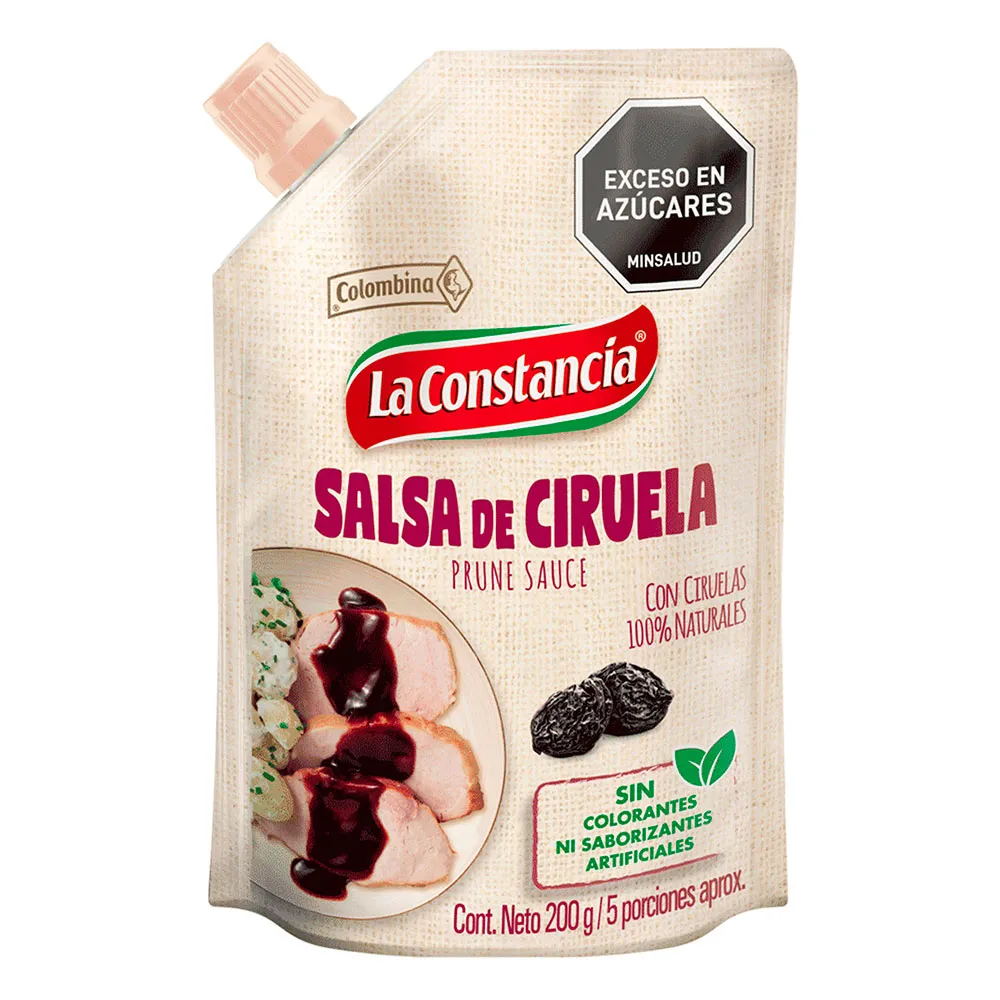 EXCESO EN
AZÚCARES
MINSALUD
Colombina®
La Constancia®
SALSA DE CIRUELA
PRUNE SAUCE
CON CIRUELAS
100% NATURALES
SIN
COLORANTES
NI SABORIZANTES
ARTIFICIALES
Cont. Neto 200 g / 5 porciones aprox.